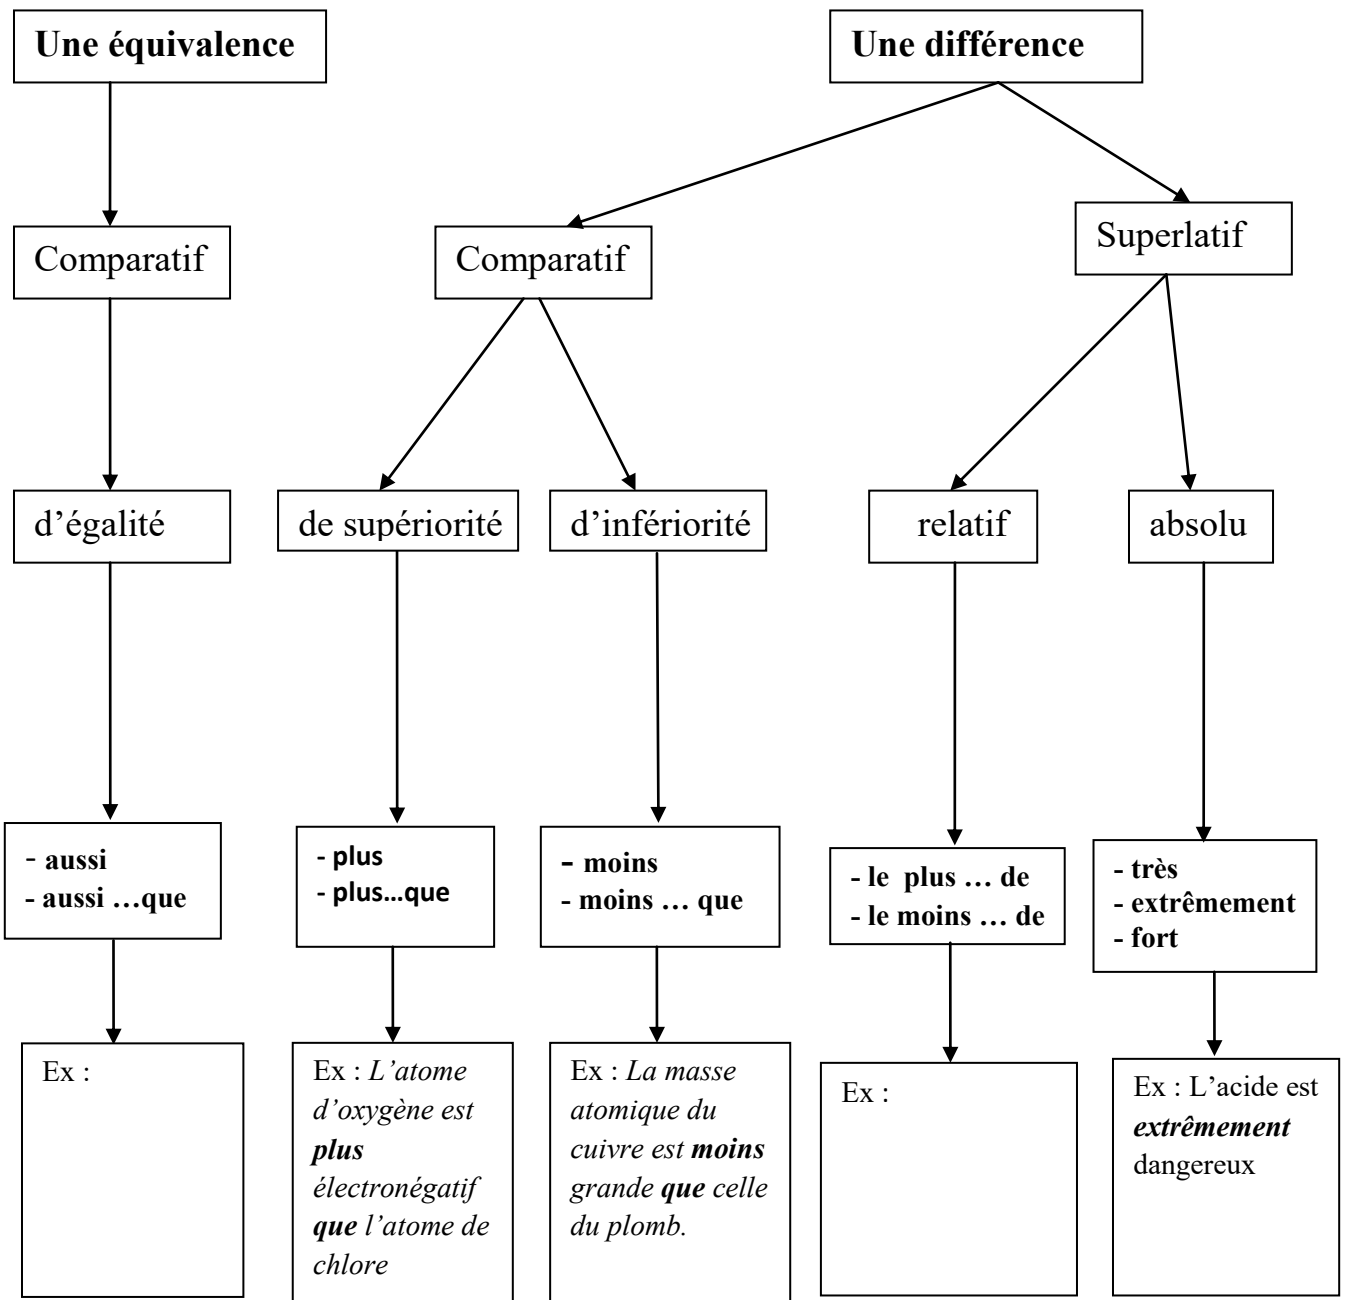 Une équivalence
Une différence
Comparatif
Comparatif
Superlatif
d’égalité
de supériorité
d’infériorité
relatif
absolu
- aussi
- aussi …que
- plus
- plus…que
- moins
- moins … que
- le plus … de
- le moins … de
- très
- extrêmement
- fort
Ex :
Ex : L’atome
d’oxygène est
plus
électronégatif
que l’atome de
chlore
Ex : La masse
atomique du
cuivre est moins
grande que celle
du plomb.
Ex :
Ex : L’acide est
extrêmement
dangereux